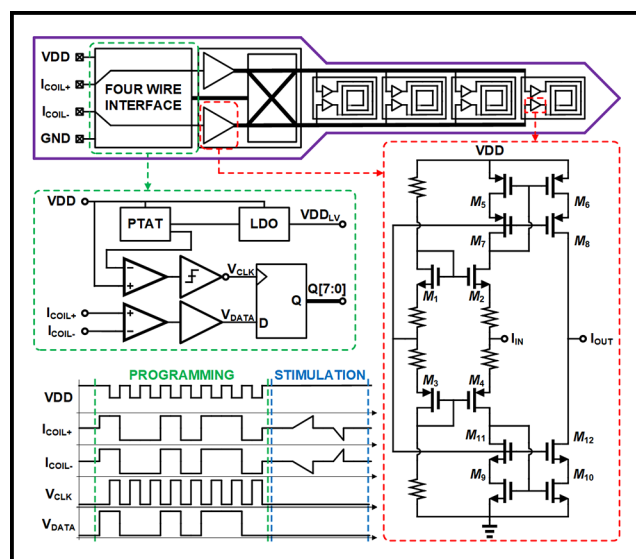 VDD
ICOIL+
ICOIL-
GND
FOUR WIRE
INTERFACE
VDD
PTAT
LDO
VDDLV
VCLK
Q[7:0]
Q
ICOIL+
ICOIL-
VDATA
D
VDD
M5
M6
M7
M8
M1
M2
IIN
IOUT
M3
M4
M11
M12
M9
M10
PROGRAMMING
STIMULATION
VDD
ICOIL+
ICOIL-
VCLK
VDATA